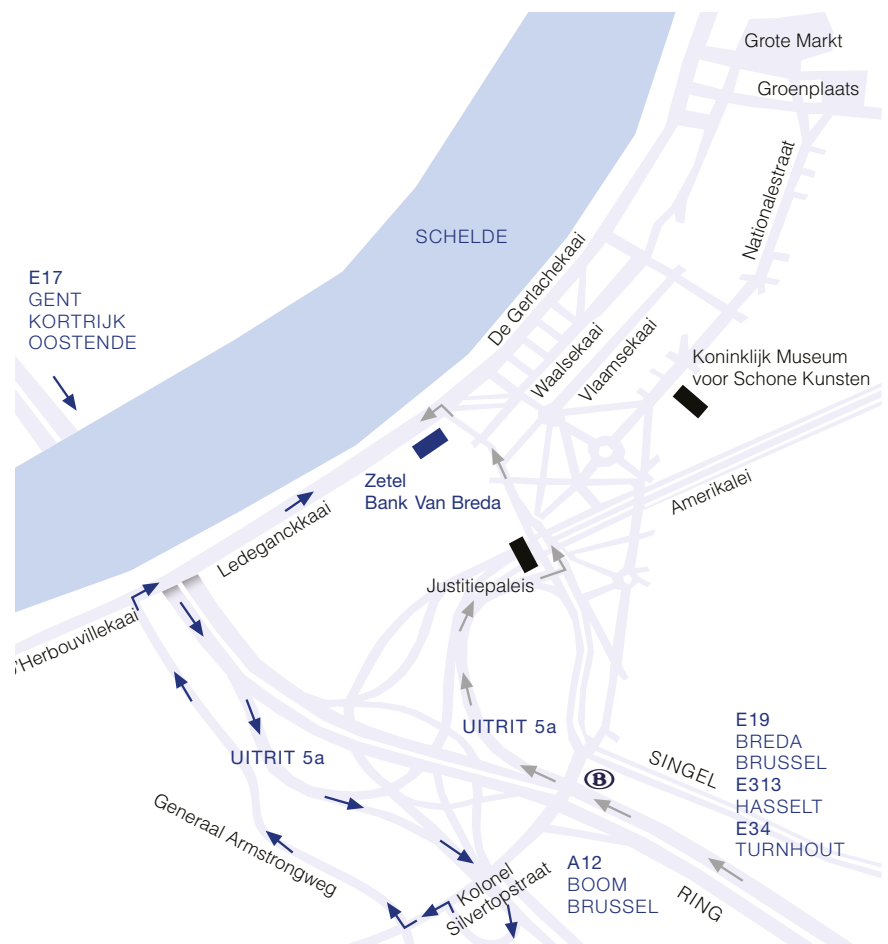 Grote Markt
Groenplaats
Nationalestraat
SCHELDE
De Gerlachekaai
E17
GENT
KORTRIJK
OOSTENDE
Waalsekaai
Vlaamsekaai
Koninklijk Museum
voor Schone Kunsten
Zetel
Bank Van Breda
Amerikalei
Ledeganckkaai
Justitiepaleis
'Herbouvillekaai
UITRIT 5a
UITRIT 5a
SINGEL
E19
BREDA
BRUSSEL
E313
HASSELT
E34
TURNHOUT
B
Generaal Armstrongweg
Kolonel
Silvertopstraat
A12
BOOM
BRUSSEL
RING